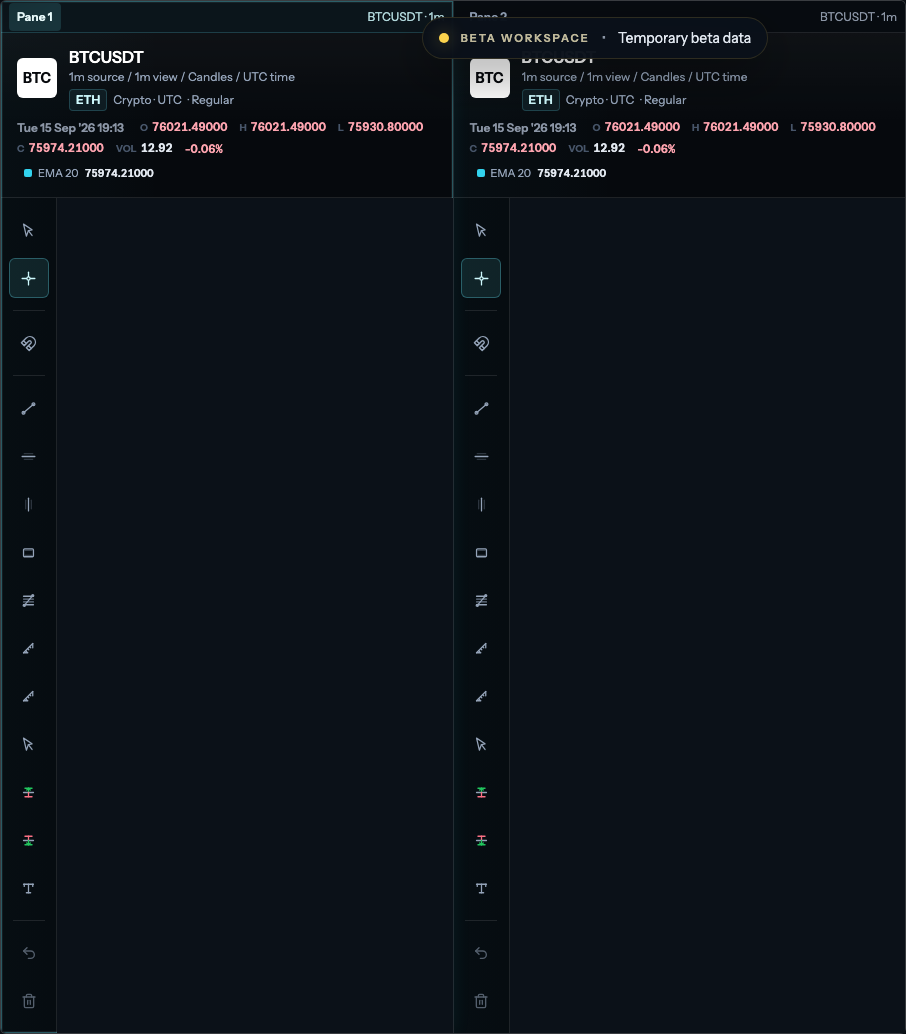 Pane 1
BTCUSDT · 1m
Pane 2
BTCUSDT · 1m
BETA WORKSPACE · Temporary beta data
BTC
BTCUSDT
1m source / 1m view / Candles / UTC time
ETH Crypto · UTC · Regular
Tue 15 Sep '26 19:13 O 76021.49000 H 76021.49000 L 75930.80000
C 75974.21000 VOL 12.92 -0.06%
EMA 20 75974.21000
BTC
BTCUSDT
1m source / 1m view / Candles / UTC time
ETH Crypto · UTC · Regular
Tue 15 Sep '26 19:13 O 76021.49000 H 76021.49000 L 75930.80000
C 75974.21000 VOL 12.92 -0.06%
EMA 20 75974.21000